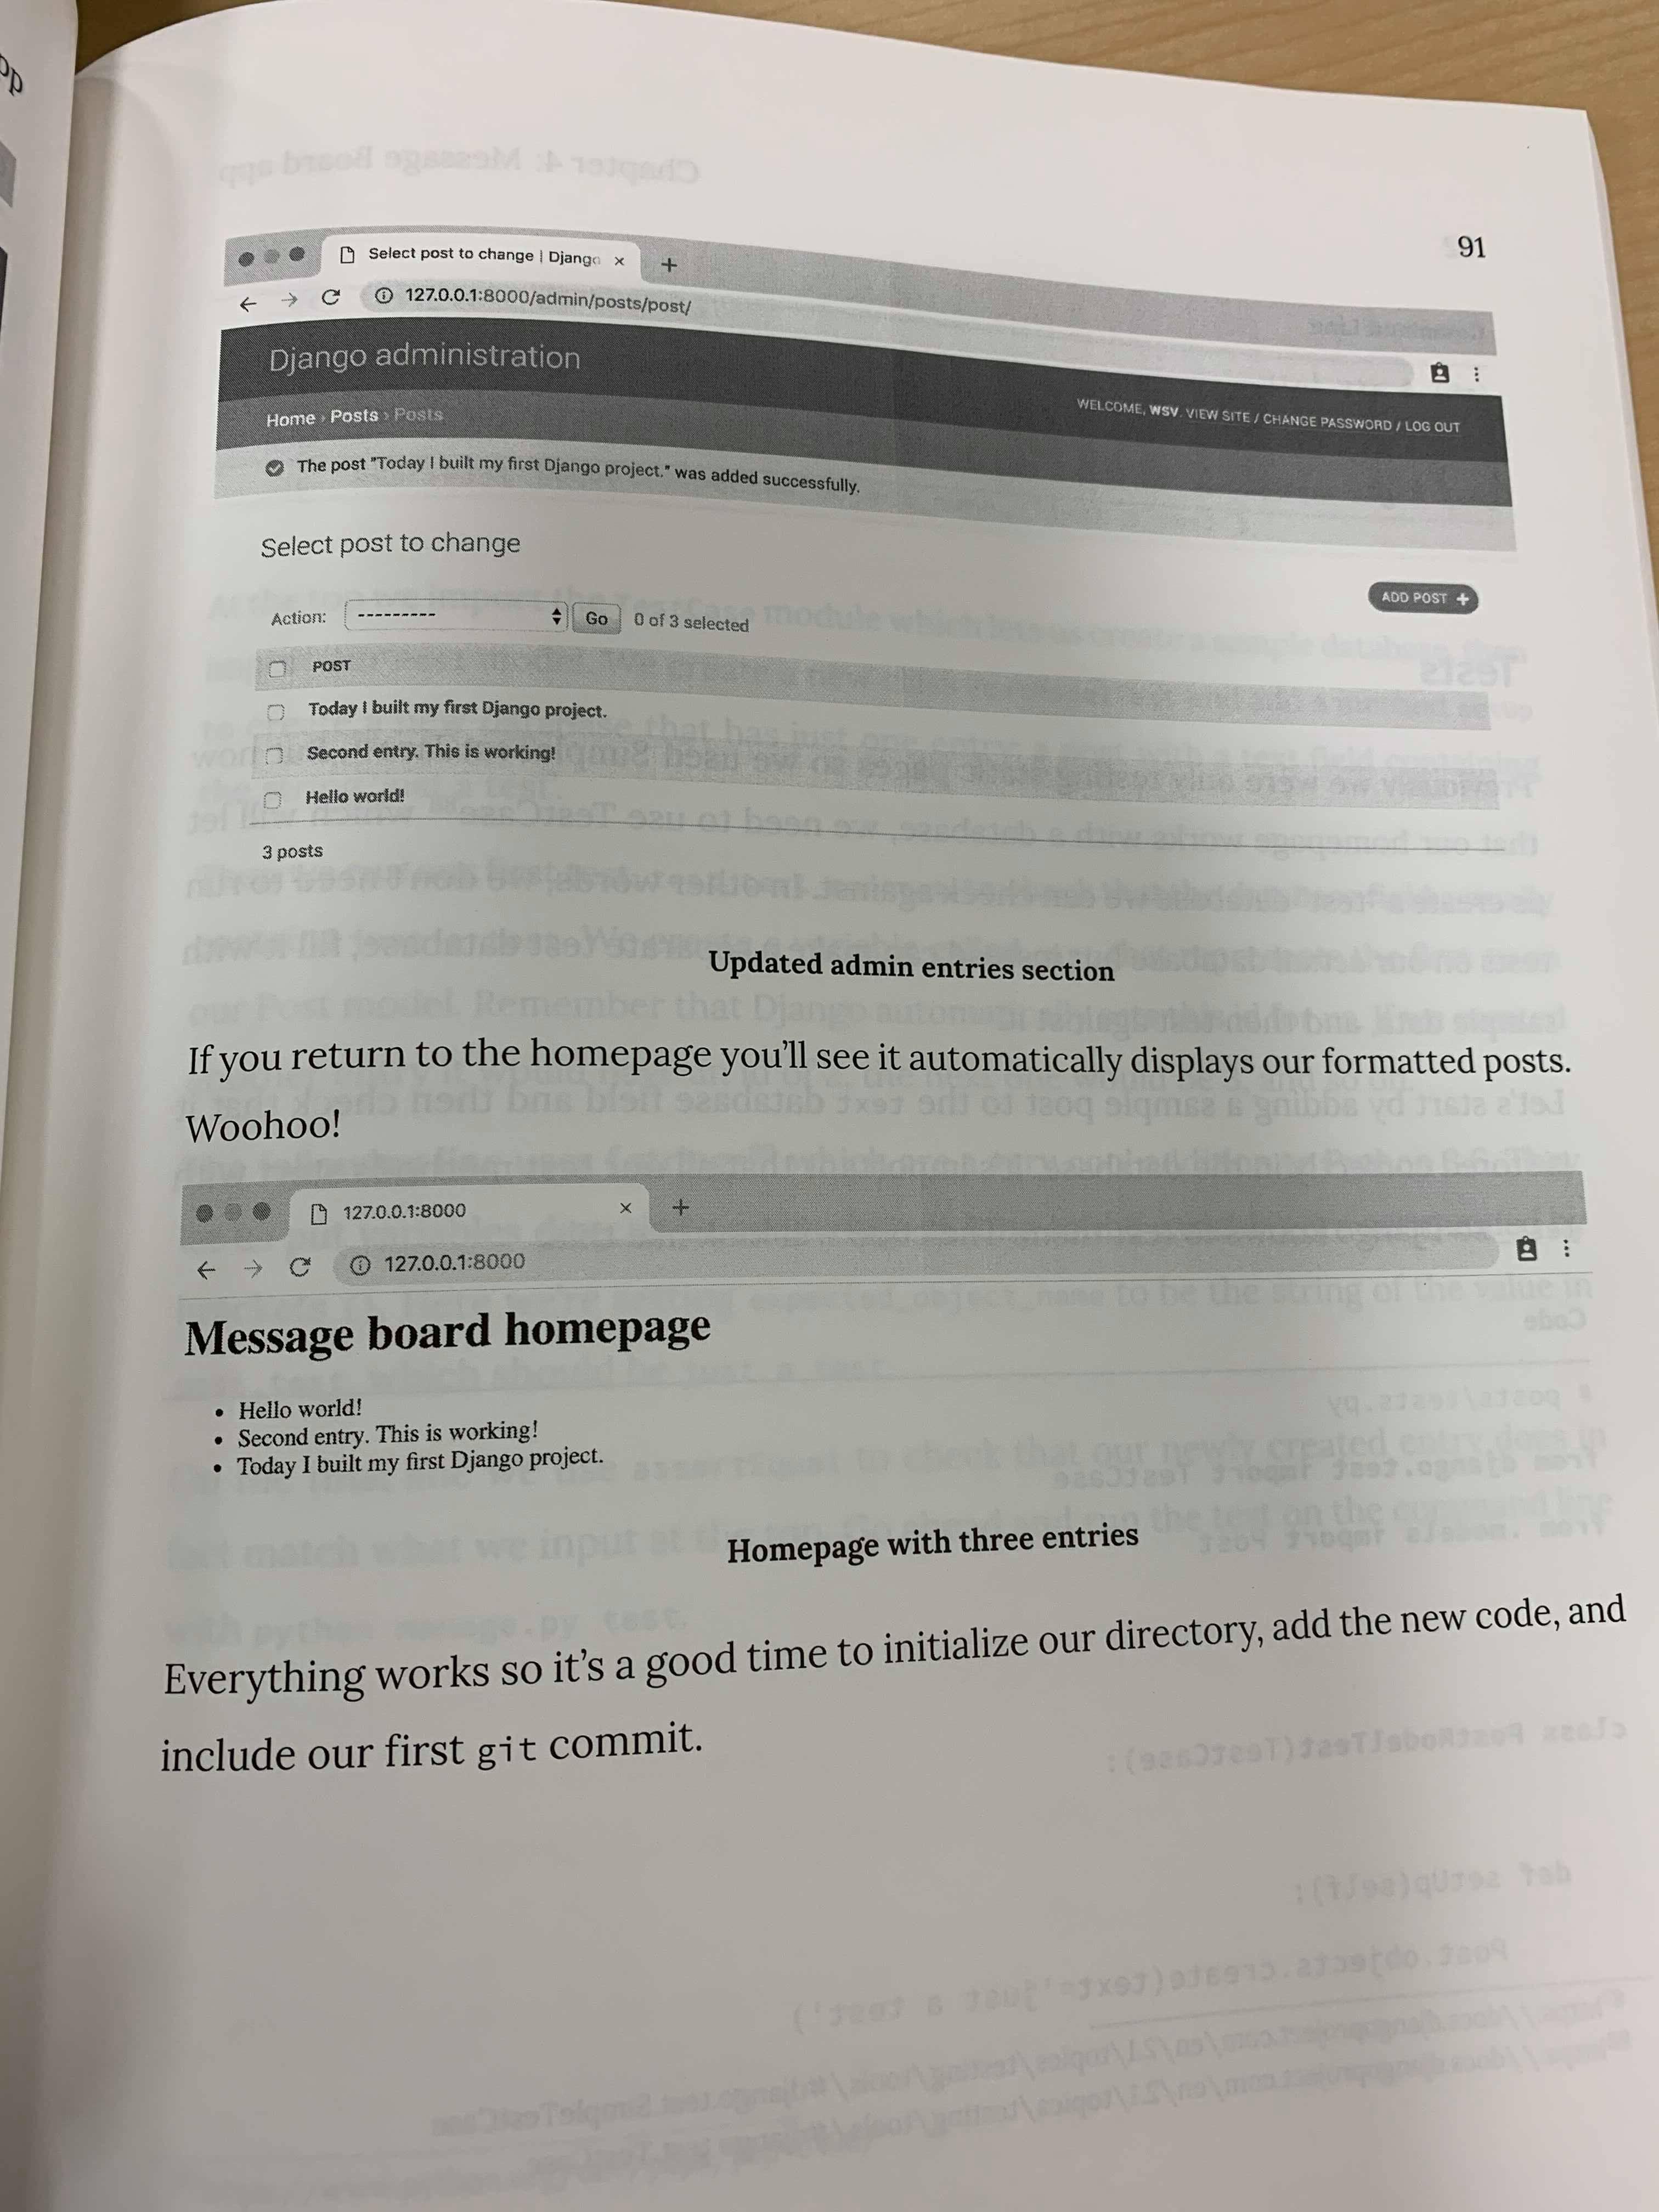 91
Select post to change | Django
127.0.0.1:8000/admin/posts/post/
Django administration
WELCOME, WSV. VIEW SITE / CHANGE PASSWORD / LOG OUT
Home › Posts › Posts
The post "Today I built my first Django project." was added successfully.
Select post to change
ADD POST +
Action: --------- Go 0 of 3 selected
POST
Today I built my first Django project.
Second entry. This is working!
Hello world!
3 posts
Updated admin entries section
If you return to the homepage you'll see it automatically displays our formatted posts.
Woohoo!
127.0.0.1:8000
127.0.0.1:8000
Message board homepage
• Hello world!
• Second entry. This is working!
• Today I built my first Django project.
Homepage with three entries
Everything works so it's a good time to initialize our directory, add the new code, and
include our first git commit.